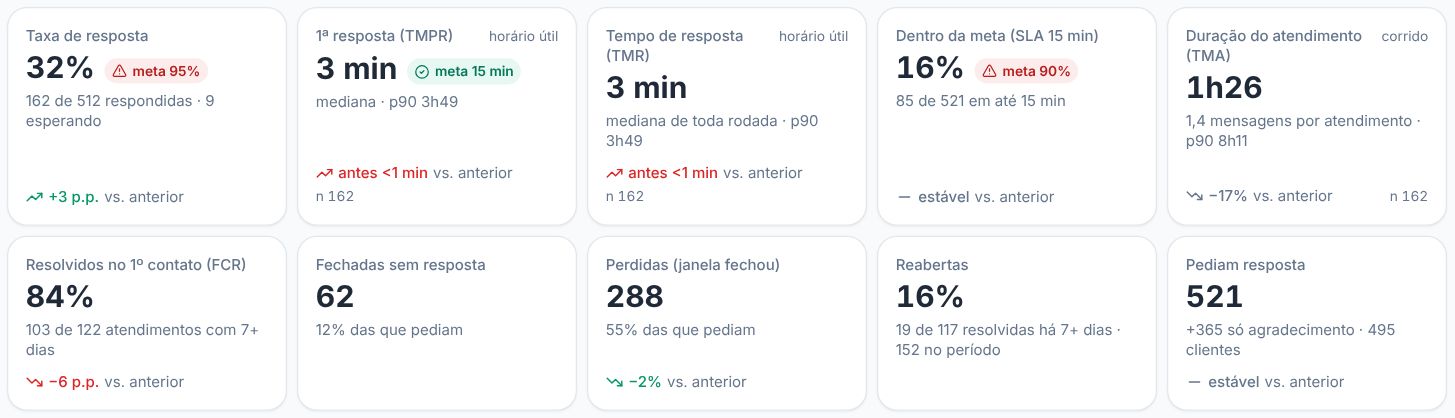 Taxa de resposta
32% meta 95%
162 de 512 respondidas · 9
esperando
+3 p.p. vs. anterior
1ª resposta (TMPR) horário útil
3 min meta 15 min
mediana · p90 3h49
antes <1 min vs. anterior
n 162
Tempo de resposta horário útil
(TMR)
3 min
mediana de toda rodada · p90
3h49
antes <1 min vs. anterior
n 162
Dentro da meta (SLA 15 min)
16% meta 90%
85 de 521 em até 15 min
— estável vs. anterior
Duração do atendimento corrido
(TMA)
1h26
1,4 mensagens por atendimento ·
p90 8h11
−17% vs. anterior n 162
Resolvidos no 1º contato (FCR)
84%
103 de 122 atendimentos com 7+
dias
−6 p.p. vs. anterior
Fechadas sem resposta
62
12% das que pediam
Perdidas (janela fechou)
288
55% das que pediam
−2% vs. anterior
Reabertas
16%
19 de 117 resolvidas há 7+ dias ·
152 no período
Pediam resposta
521
+365 só agradecimento · 495
clientes
— estável vs. anterior